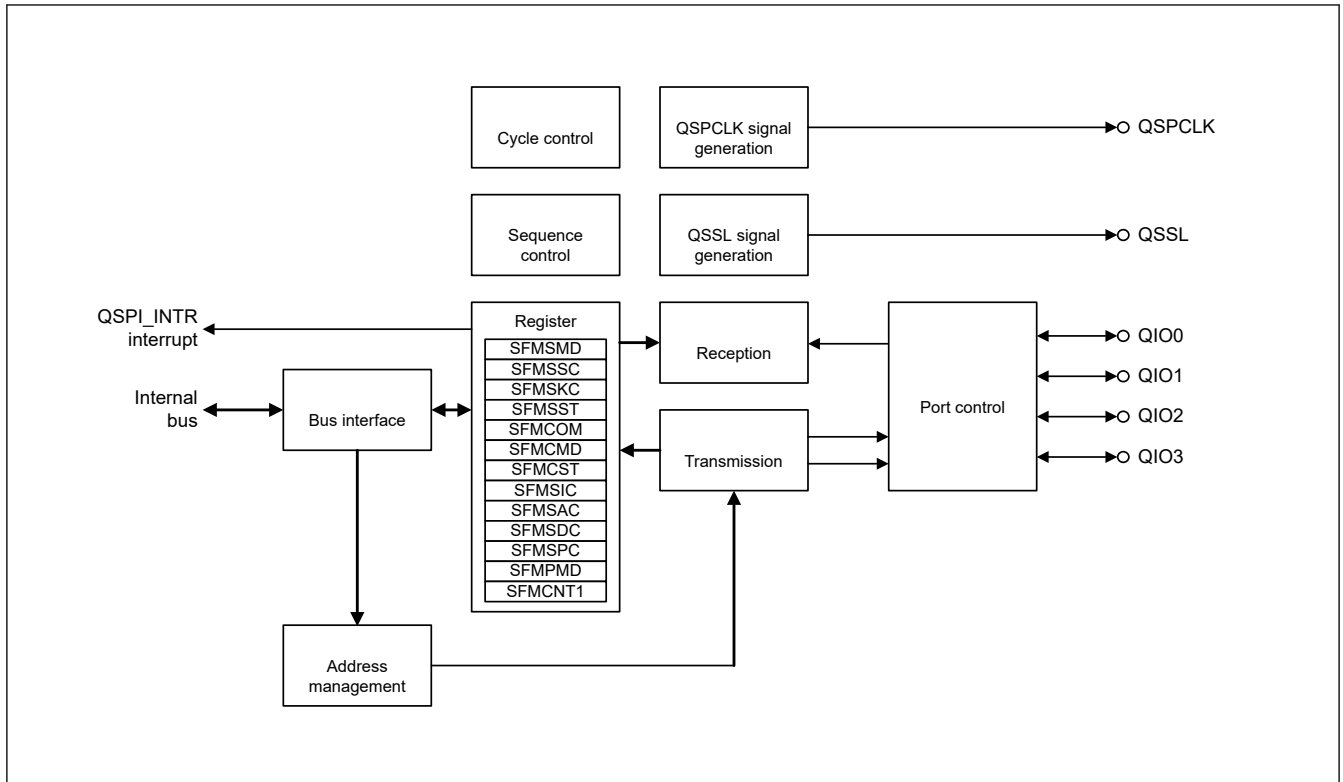 Cycle control
QSPCLK signal
generation
QSPCLK
Sequence
control
QSSL signal
generation
QSSL
QSPI_INTR
interrupt
Internal
bus
Bus interface
Register
SFMSMD
SFMSSC
SFMSKC
SFMSST
SFMCOM
SFMCMD
SFMCST
SFMSIC
SFMSAC
SFMSDC
SFMSPC
SFMPMD
SFMCNT1
Reception
Transmission
Port control
QIO0
QIO1
QIO2
QIO3
Address
management